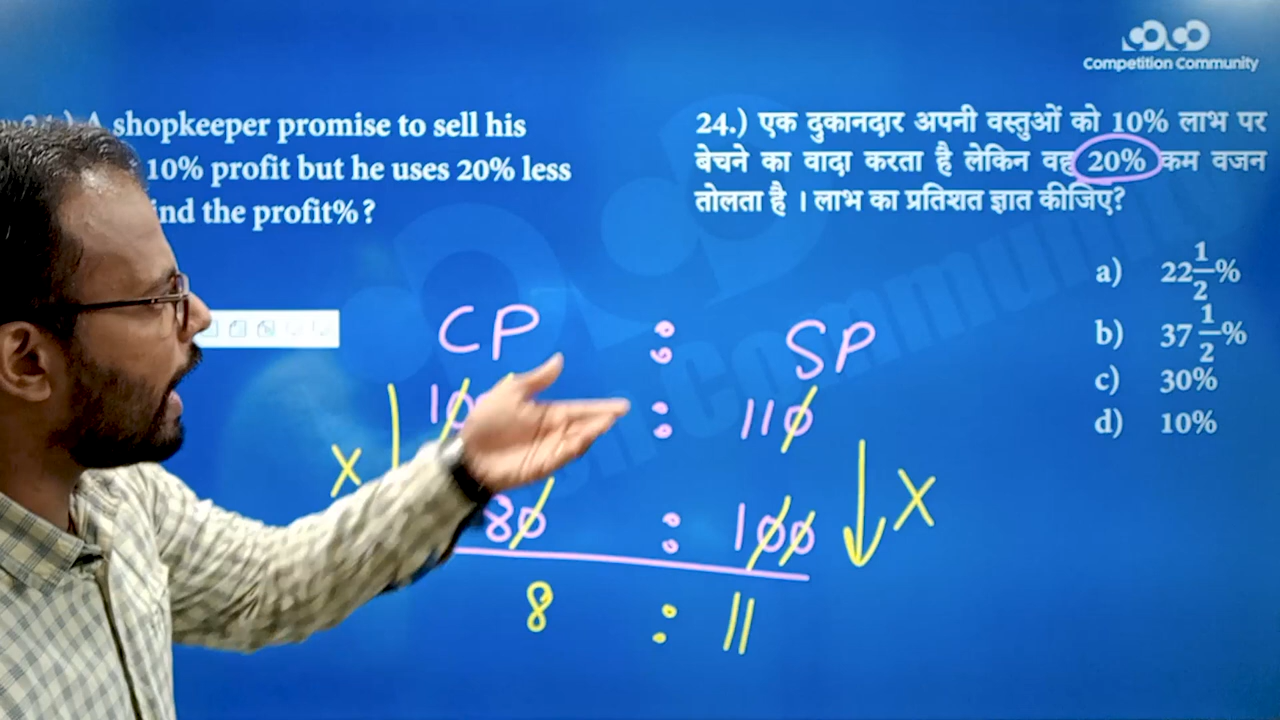 Competition Community
shopkeeper promise to sell his
10% profit but he uses 20% less
ind the profit%?
24.) एक दुकानदार अपनी वस्तुओं को 10% लाभ पर
बेचने का वादा करता है लेकिन वह 20% कम वजन
तोलता है । लाभ का प्रतिशत ज्ञात कीजिए?
a) 22 1/2%
b) 37 1/2%
c) 30%
d) 10%
CP : SP
: 110
x
80 : 100
x
8 : 11